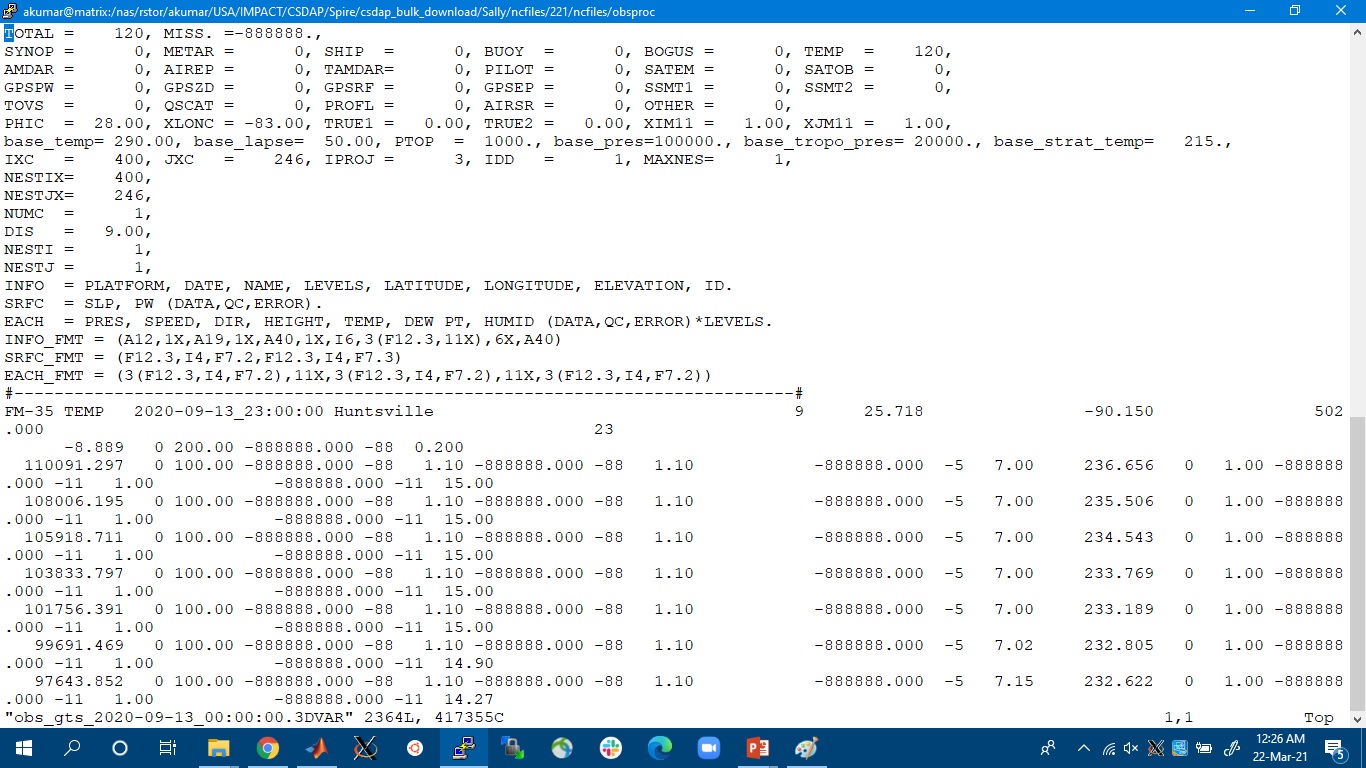 akumar@matrix:/nas/rstor/akumar/USA/IMPACT/CSDAP/Spire/csdap_bulk_download/Sally/ncfiles/221/ncfiles/obsproc
TOTAL =    120, MISS. =-888888.,
SYNOP =      0, METAR =      0, SHIP  =      0, BUOY  =      0, BOGUS =      0, TEMP  =    120,
AMDAR =      0, AIREP =      0, TAMDAR=      0, PILOT =      0, SATEM =      0, SATOB =      0,
GPSPW =      0, GPSZD =      0, GPSRF =      0, GPSEP =      0, SSMT1 =      0, SSMT2 =      0,
TOVS  =      0, QSCAT =      0, PROFL =      0, AIRSR =      0, OTHER =      0,
PHIC  =  28.00, XLONC = -83.00, TRUE1 =   0.00, TRUE2 =   0.00, XIM11 =   1.00, XJM11 =   1.00,
base_temp= 290.00, base_lapse=  50.00, PTOP  =  1000., base_pres=100000., base_tropo_pres= 20000., base_strat_temp=   215.,
IXC   =    400, JXC   =    246, IPROJ =      3, IDD   =      1, MAXNES=      1,
NESTIX=    400,
NESTJX=    246,
NUMC  =      1,
DIS   =   9.00,
NESTI =      1,
NESTJ =      1,
INFO  = PLATFORM, DATE, NAME, LEVELS, LATITUDE, LONGITUDE, ELEVATION, ID.
SRFC  = SLP, PW (DATA,QC,ERROR).
EACH  = PRES, SPEED, DIR, HEIGHT, TEMP, DEW PT, HUMID (DATA,QC,ERROR)*LEVELS.
INFO_FMT = (A12,1X,A19,1X,A40,1X,I6,3(F12.3,11X),6X,A40)
SRFC_FMT = (F12.3,I4,F7.2,F12.3,I4,F7.3)
EACH_FMT = (3(F12.3,I4,F7.2),11X,3(F12.3,I4,F7.2),11X,3(F12.3,I4,F7.2))
#------------------------------------------------------------------------------#
FM-35 TEMP   2020-09-13_23:00:00 Huntsville                                    9      25.718                -90.150                502
.000                                                       23
      -8.889   0 200.00 -888888.000 -88  0.200
  110091.297   0 100.00 -888888.000 -88   1.10 -888888.000 -88   1.10            -888888.000  -5   7.00     236.656   0   1.00 -888888
.000 -11   1.00            -888888.000 -11  15.00
  108006.195   0 100.00 -888888.000 -88   1.10 -888888.000 -88   1.10            -888888.000  -5   7.00     235.506   0   1.00 -888888
.000 -11   1.00            -888888.000 -11  15.00
  105918.711   0 100.00 -888888.000 -88   1.10 -888888.000 -88   1.10            -888888.000  -5   7.00     234.543   0   1.00 -888888
.000 -11   1.00            -888888.000 -11  15.00
  103833.797   0 100.00 -888888.000 -88   1.10 -888888.000 -88   1.10            -888888.000  -5   7.00     233.769   0   1.00 -888888
.000 -11   1.00            -888888.000 -11  15.00
  101756.391   0 100.00 -888888.000 -88   1.10 -888888.000 -88   1.10            -888888.000  -5   7.00     233.189   0   1.00 -888888
.000 -11   1.00            -888888.000 -11  15.00
   99691.469   0 100.00 -888888.000 -88   1.10 -888888.000 -88   1.10            -888888.000  -5   7.02     232.805   0   1.00 -888888
.000 -11   1.00            -888888.000 -11  14.90
   97643.852   0 100.00 -888888.000 -88   1.10 -888888.000 -88   1.10            -888888.000  -5   7.15     232.622   0   1.00 -888888
.000 -11   1.00            -888888.000 -11  14.27
"obs_gts_2020-09-13_00:00:00.3DVAR" 2364L, 417355C                                                                  1,1           Top
12:26 AM
22-Mar-21
5